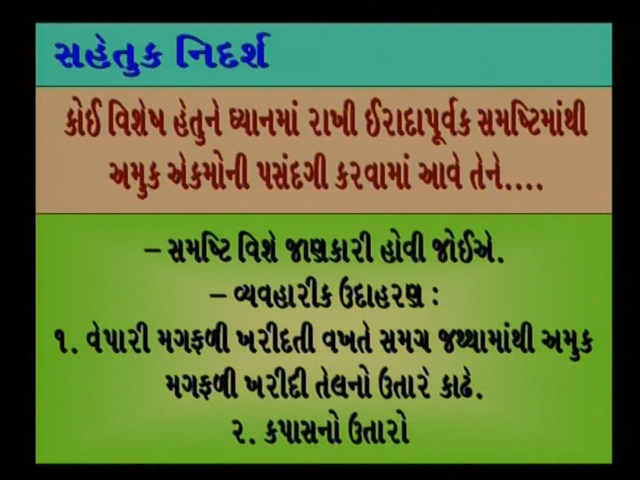 સહેતુક નિદર્શ
કોઈ વિશેષ હેતુને ધ્યાનમાં રાખી ઈરાદાપૂર્વક સમષ્ટિમાંથી
અમુક એકમોની પસંદગી કરવામાં આવે તેને....
– સમષ્ટિ વિશે જાણકારી હોવી જોઈએ.
– વ્યવહારીક ઉદાહરણ :
૧. વેપારી મગફળી ખરીદતી વખતે સમગ્ર જથ્થામાંથી અમુક
મગફળી ખરીદી તેલનો ઉતારે કાઢે.
ર. કપાસનો ઉતારો